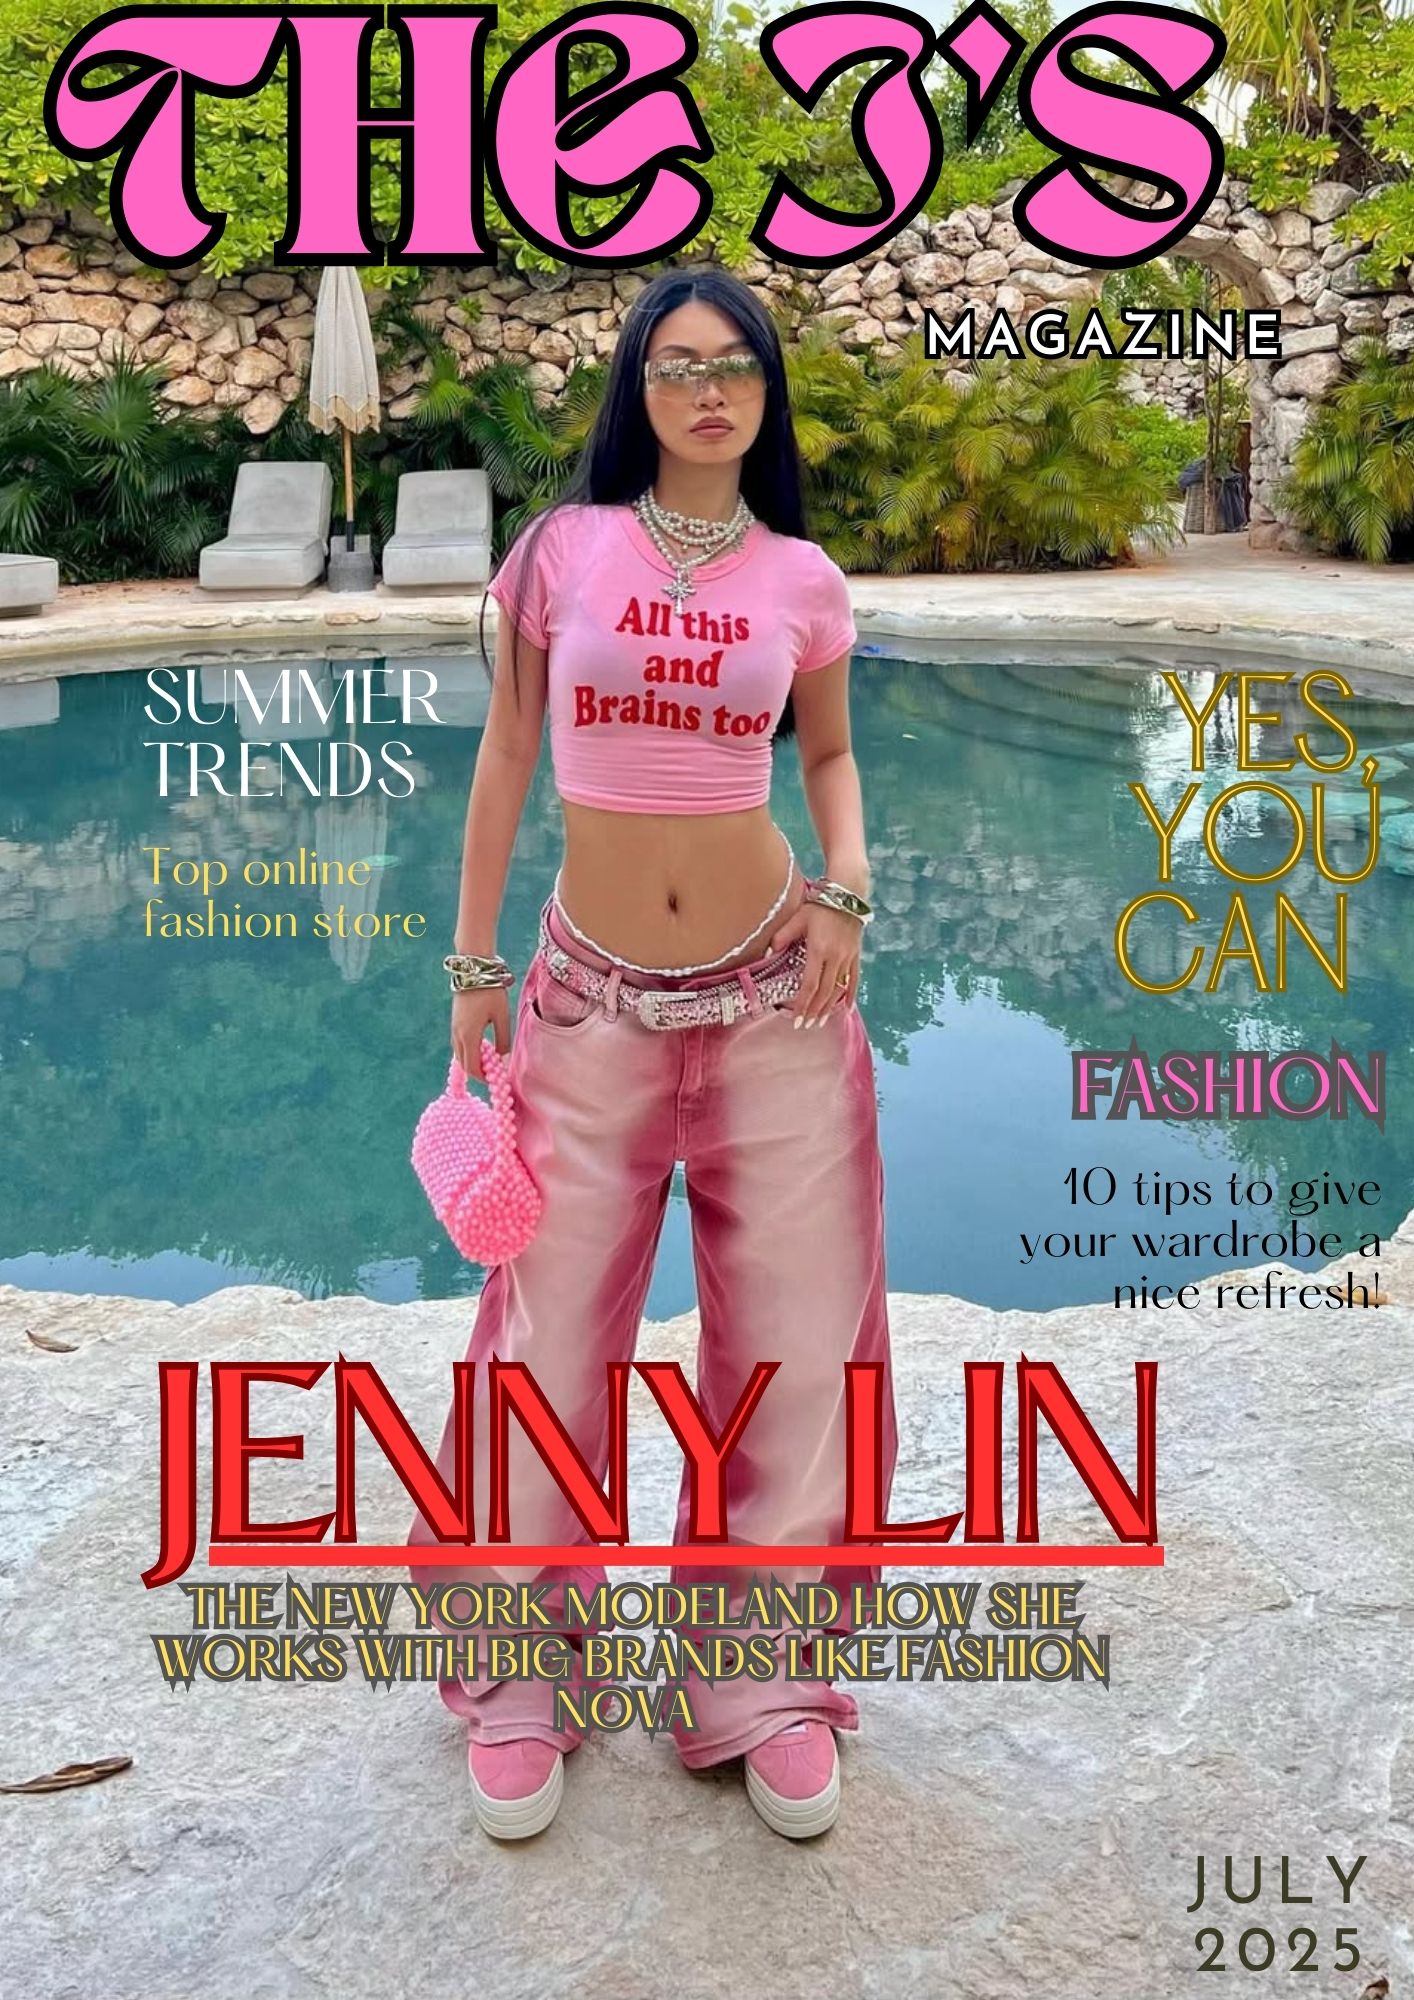 THE J'S
MAGAZINE
All this
and
Brains too
SUMMER
TRENDS
Top online
fashion store
YES,
YOU
CAN
FASHION
10 tips to give
your wardrobe a
nice refresh!
JENNY LIN
THE NEW YORK MODELAND HOW SHE
WORKS WITH BIG BRANDS LIKE FASHION
NOVA
JULY
2025